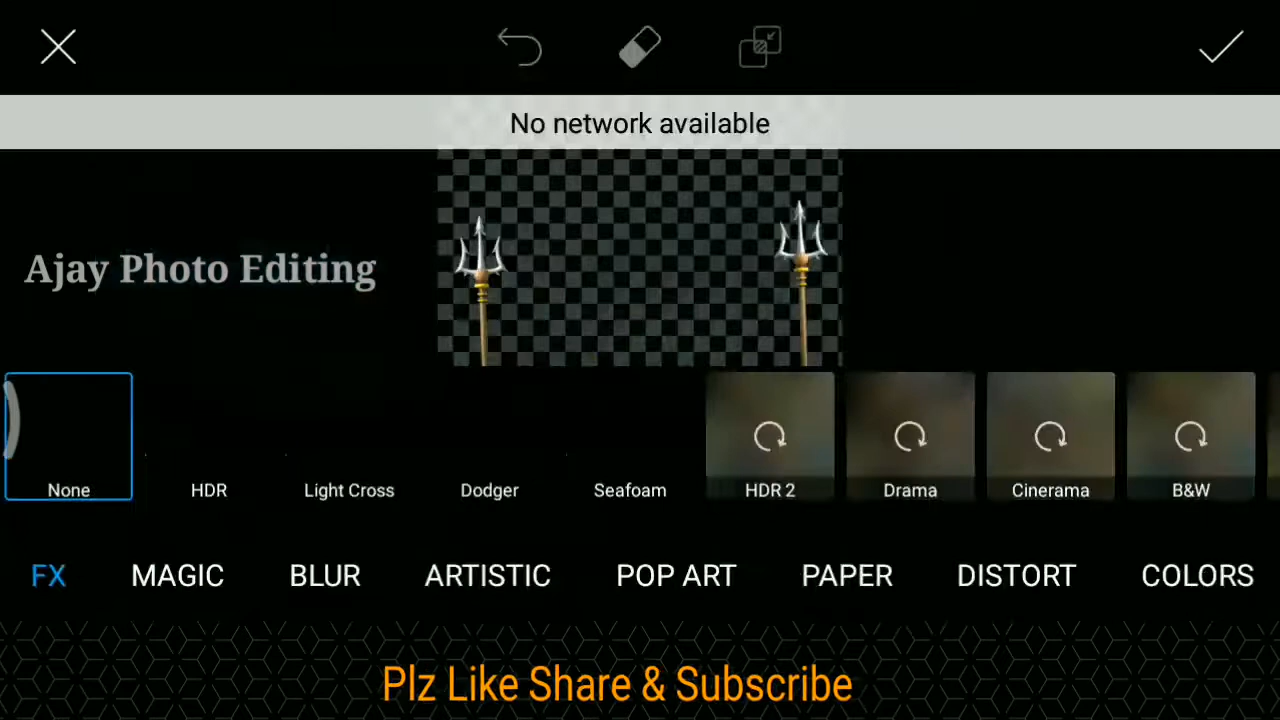 No network available
Ajay Photo Editing
None
HDR
Light Cross
Dodger
Seafoam
HDR 2
Drama
Cinerama
B&W
FX
MAGIC
BLUR
ARTISTIC
POP ART
PAPER
DISTORT
COLORS
Plz Like Share & Subscribe